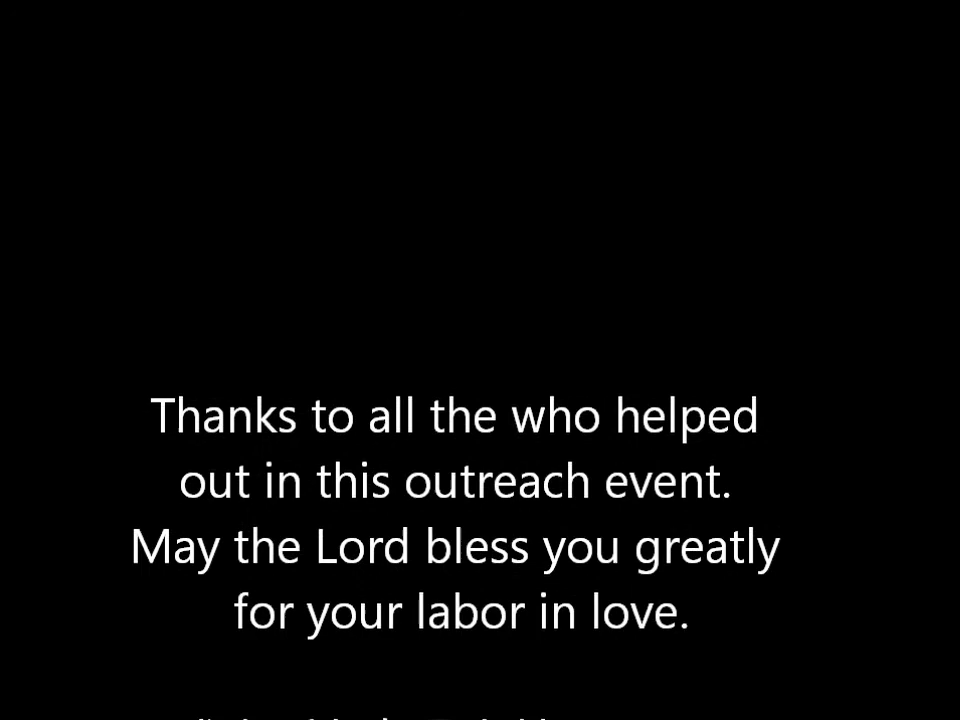 Thanks to all the who helped
out in this outreach event.
May the Lord bless you greatly
for your labor in love.